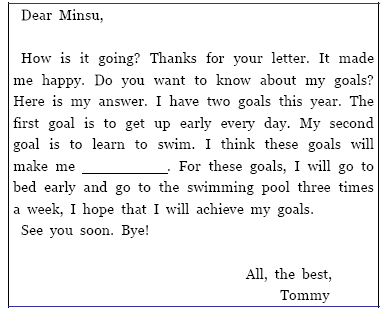 Dear Minsu,
How is it going? Thanks for your letter. It made
me happy. Do you want to know about my goals?
Here is my answer. I have two goals this year. The
first goal is to get up early every day. My second
goal is to learn to swim. I think these goals will
make me ____________. For these goals, I will go to
bed early and go to the swimming pool three times
a week, I hope that I will achieve my goals.
See you soon. Bye!
All, the best,
Tommy